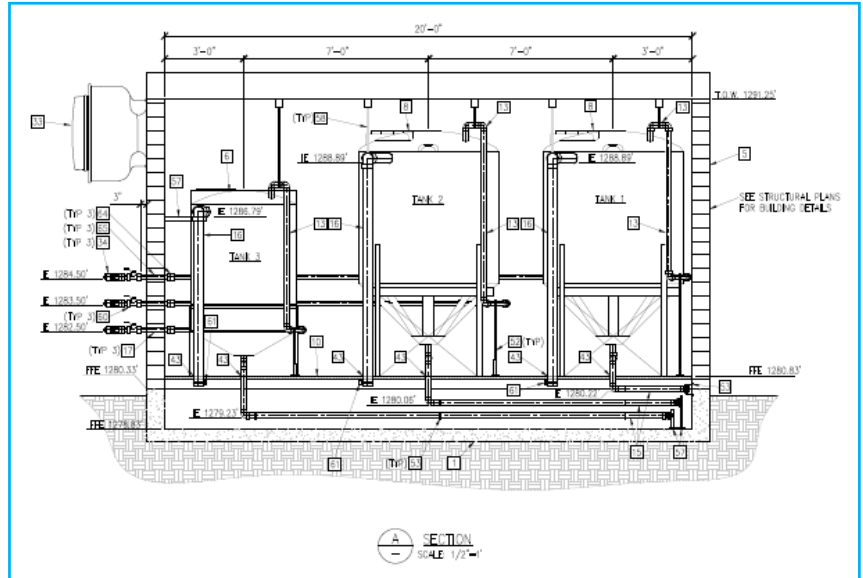 20'-0"
3'-0" 7'-0" 7'-0" 3'-0"
T.O.W. 1291.25'
33
(TYP) 58
8
13
8
13
5
IE 1288.89'
IE 1288.89'
6
57
SEE STRUCTURAL PLANS
FOR BUILDING DETAILS
TANK 2
TANK 1
3"
IE 1286.79'
(TYP 3) 64
(TYP 3) 65
(TYP 3) 34
16
13 16
13 16
13
TANK 3
IE 1284.50'
IE 1283.50'
(TYP 3) 60
IE 1282.50'
(TYP 3) 17
61
10
52 (TYP)
FFE 1280.33'
43
43
43
43
43
43
FFE 1280.83'
61
53
IE 1280.22'
IE 1280.06'
IE 1279.23'
FFE 1278.83'
61
(TYP) 53
1
15
57
A
SECTION
SCALE: 1/2"=1'